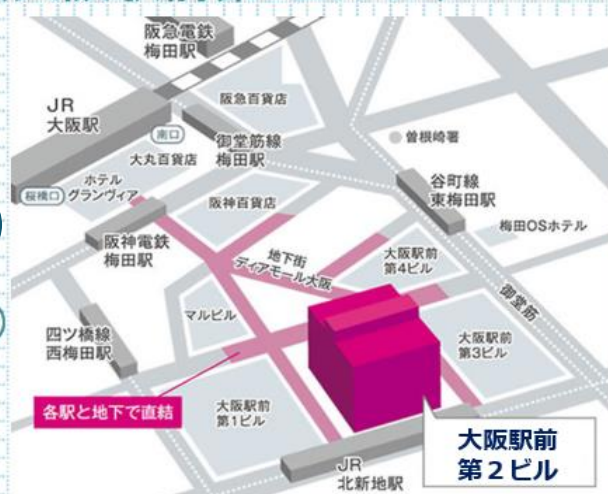 阪急電鉄
梅田駅
JR
大阪駅
阪急百貨店
南口
御堂筋線
梅田駅
曽根崎署
大丸百貨店
ホテル
グランヴィア
桜橋口
阪神百貨店
谷町線
東梅田駅
梅田OSホテル
阪神電鉄
梅田駅
地下街
ディアモール大阪
大阪駅前
第4ビル
御堂筋
マルビル
四ツ橋線
西梅田駅
大阪駅前
第3ビル
各駅と地下で直結
大阪駅前
第1ビル
大阪駅前
第2ビル
JR
北新地駅